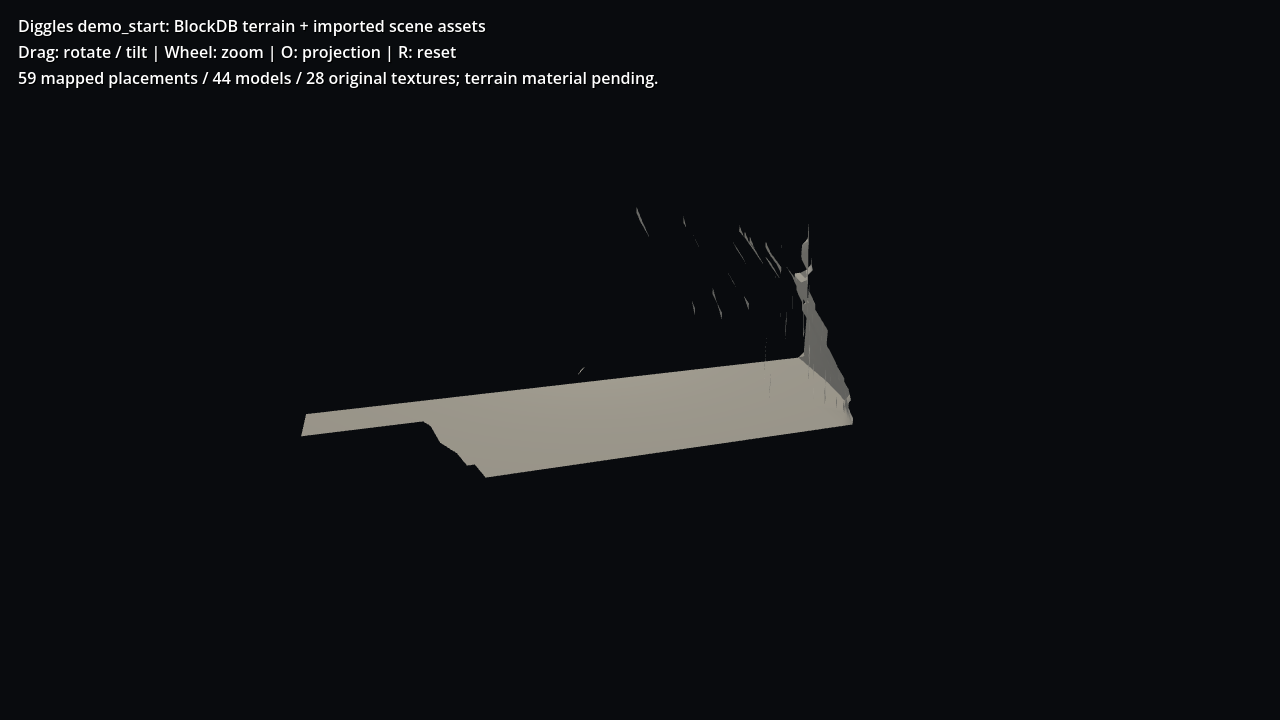 Diggles demo_start: BlockDB terrain + imported scene assets
Drag: rotate / tilt | Wheel: zoom | O: projection | R: reset
59 mapped placements / 44 models / 28 original textures; terrain material pending.